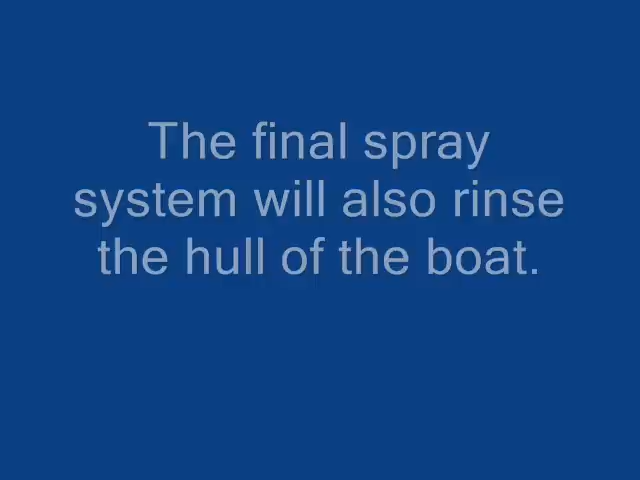 The final spray
system will also rinse
the hull of the boat.